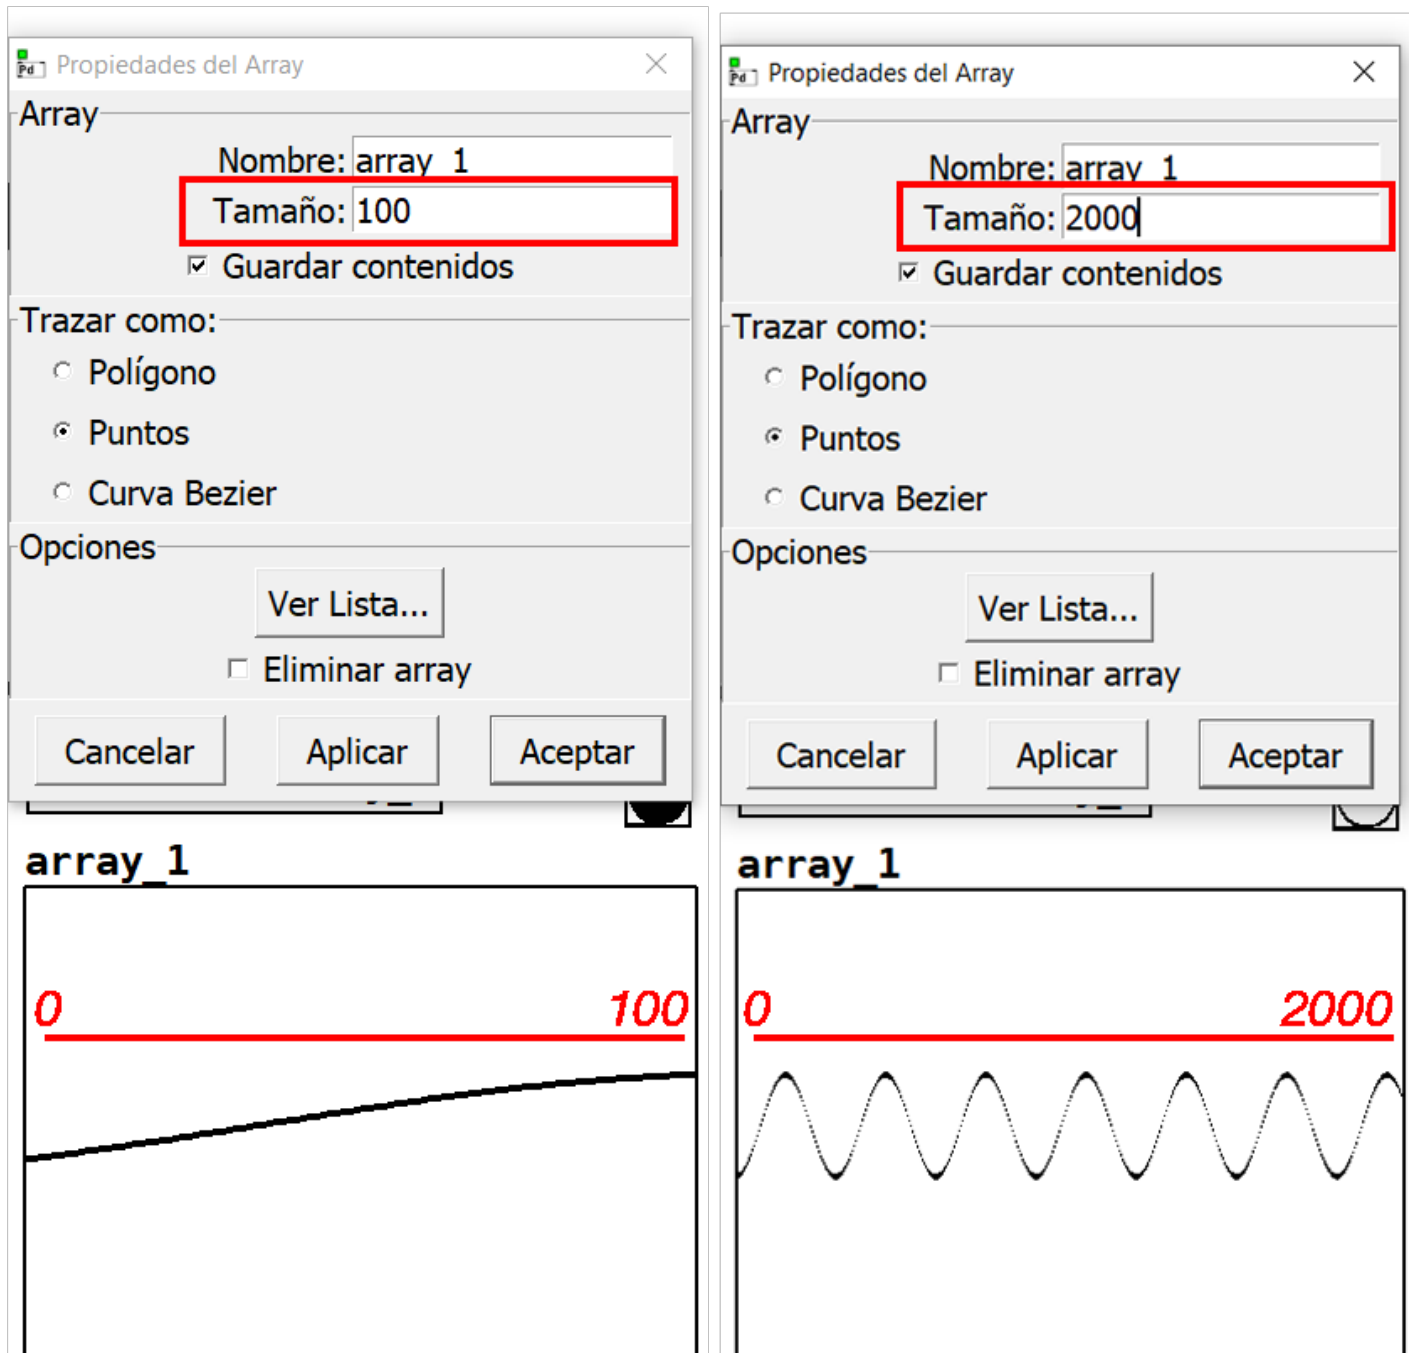 Pd Propiedades del Array
Array
Nombre: array_1
Tamaño: 100
Guardar contenidos
Trazar como:
Polígono
Puntos
Curva Bezier
Opciones
Ver Lista...
Eliminar array
Cancelar Aplicar Aceptar
array_1
0 100
Pd Propiedades del Array
Array
Nombre: array_1
Tamaño: 2000
Guardar contenidos
Trazar como:
Polígono
Puntos
Curva Bezier
Opciones
Ver Lista...
Eliminar array
Cancelar Aplicar Aceptar
array_1
0 2000